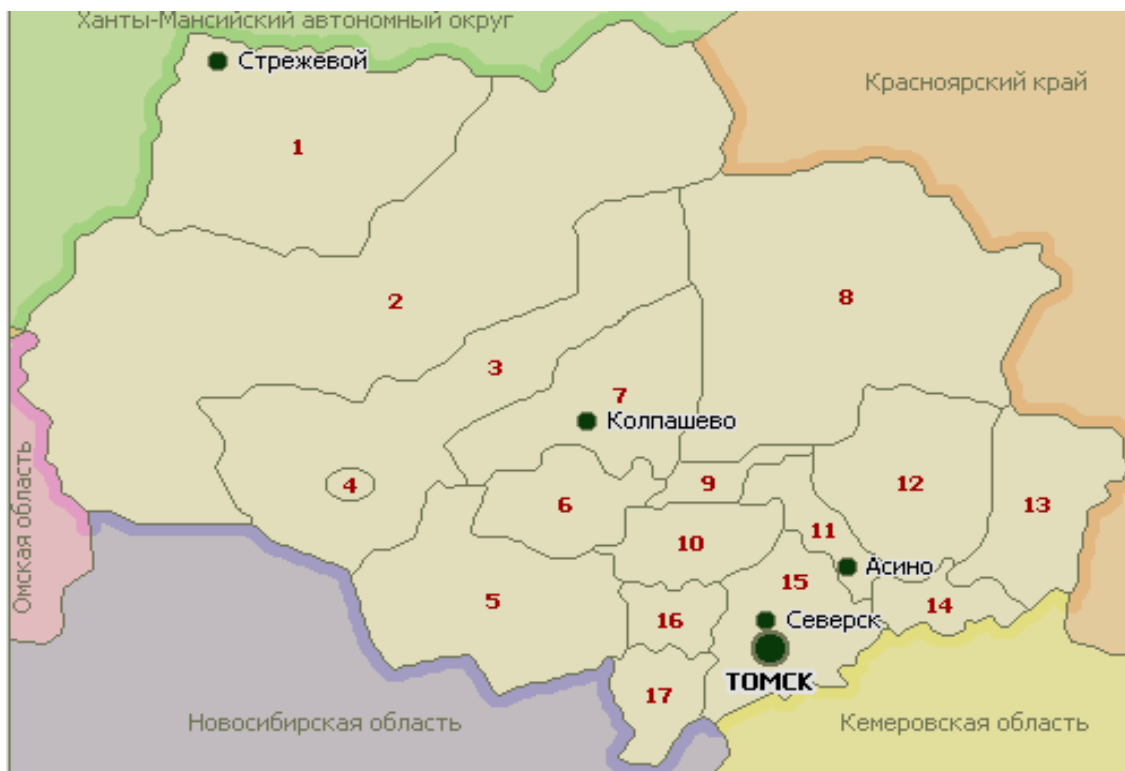 Ханты-Мансийский автономный округ
Стрежевой
Красноярский край
1
2
8
3
7
Колпашево
Омская область
4
9
12
6
13
11
10
Асино
15
5
14
16
Северск
ТОМСК
17
Новосибирская область
Кемеровская область